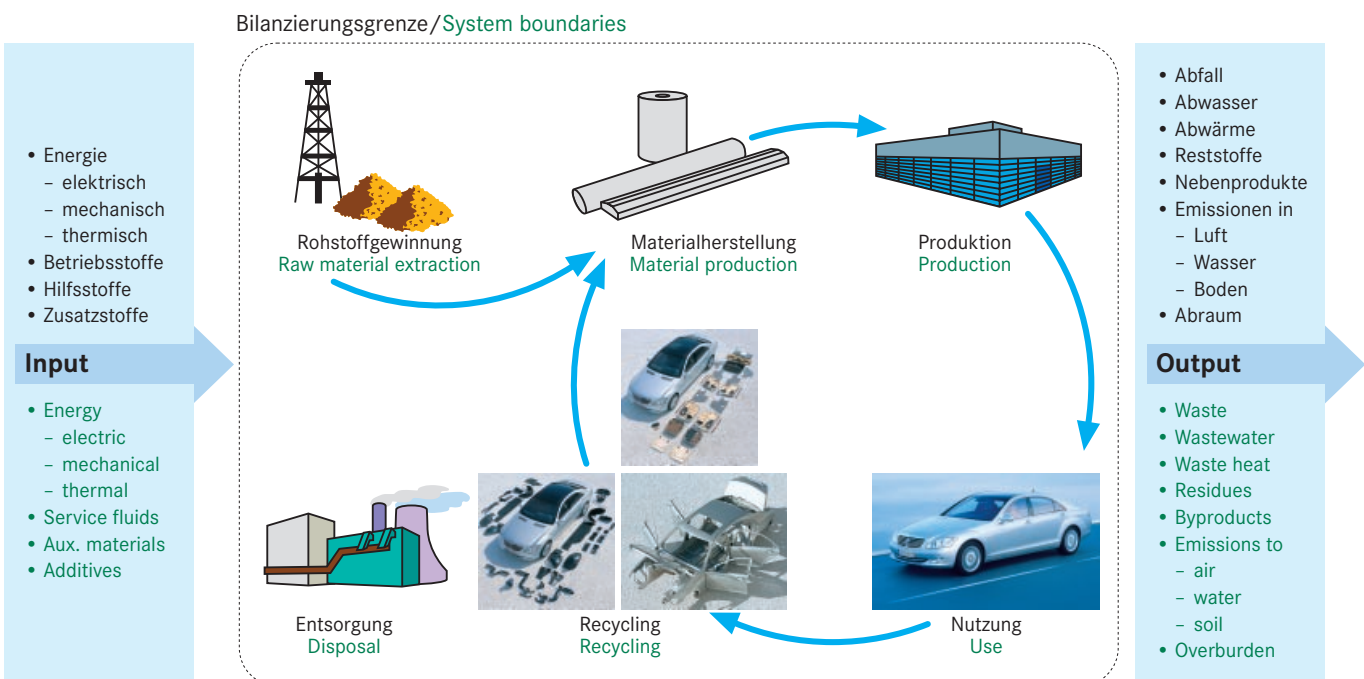 Bilanzierungsgrenze/System boundaries
• Energie
– elektrisch
– mechanisch
– thermisch
• Betriebsstoffe
• Hilfsstoffe
• Zusatzstoffe
Input
• Energy
– electric
– mechanical
– thermal
• Service fluids
• Aux. materials
• Additives
Rohstoffgewinnung
Raw material extraction
Materialherstellung
Material production
Produktion
Production
Entsorgung
Disposal
Recycling
Recycling
Nutzung
Use
• Abfall
• Abwasser
• Abwärme
• Reststoffe
• Nebenprodukte
• Emissionen in
– Luft
– Wasser
– Boden
• Abraum
Output
• Waste
• Wastewater
• Waste heat
• Residues
• Byproducts
• Emissions to
– air
– water
– soil
• Overburden